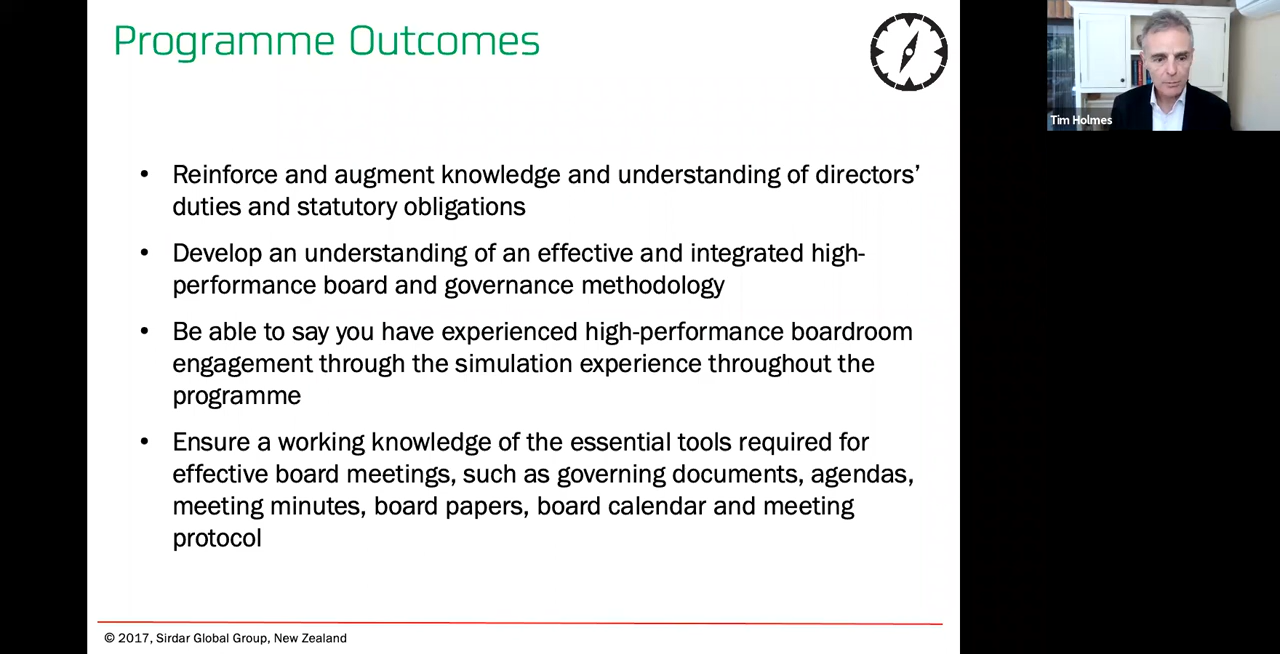 Programme Outcomes
Tim Holmes
• Reinforce and augment knowledge and understanding of directors’
duties and statutory obligations
• Develop an understanding of an effective and integrated high-
performance board and governance methodology
• Be able to say you have experienced high-performance boardroom
engagement through the simulation experience throughout the
programme
• Ensure a working knowledge of the essential tools required for
effective board meetings, such as governing documents, agendas,
meeting minutes, board papers, board calendar and meeting
protocol
© 2017, Sirdar Global Group, New Zealand